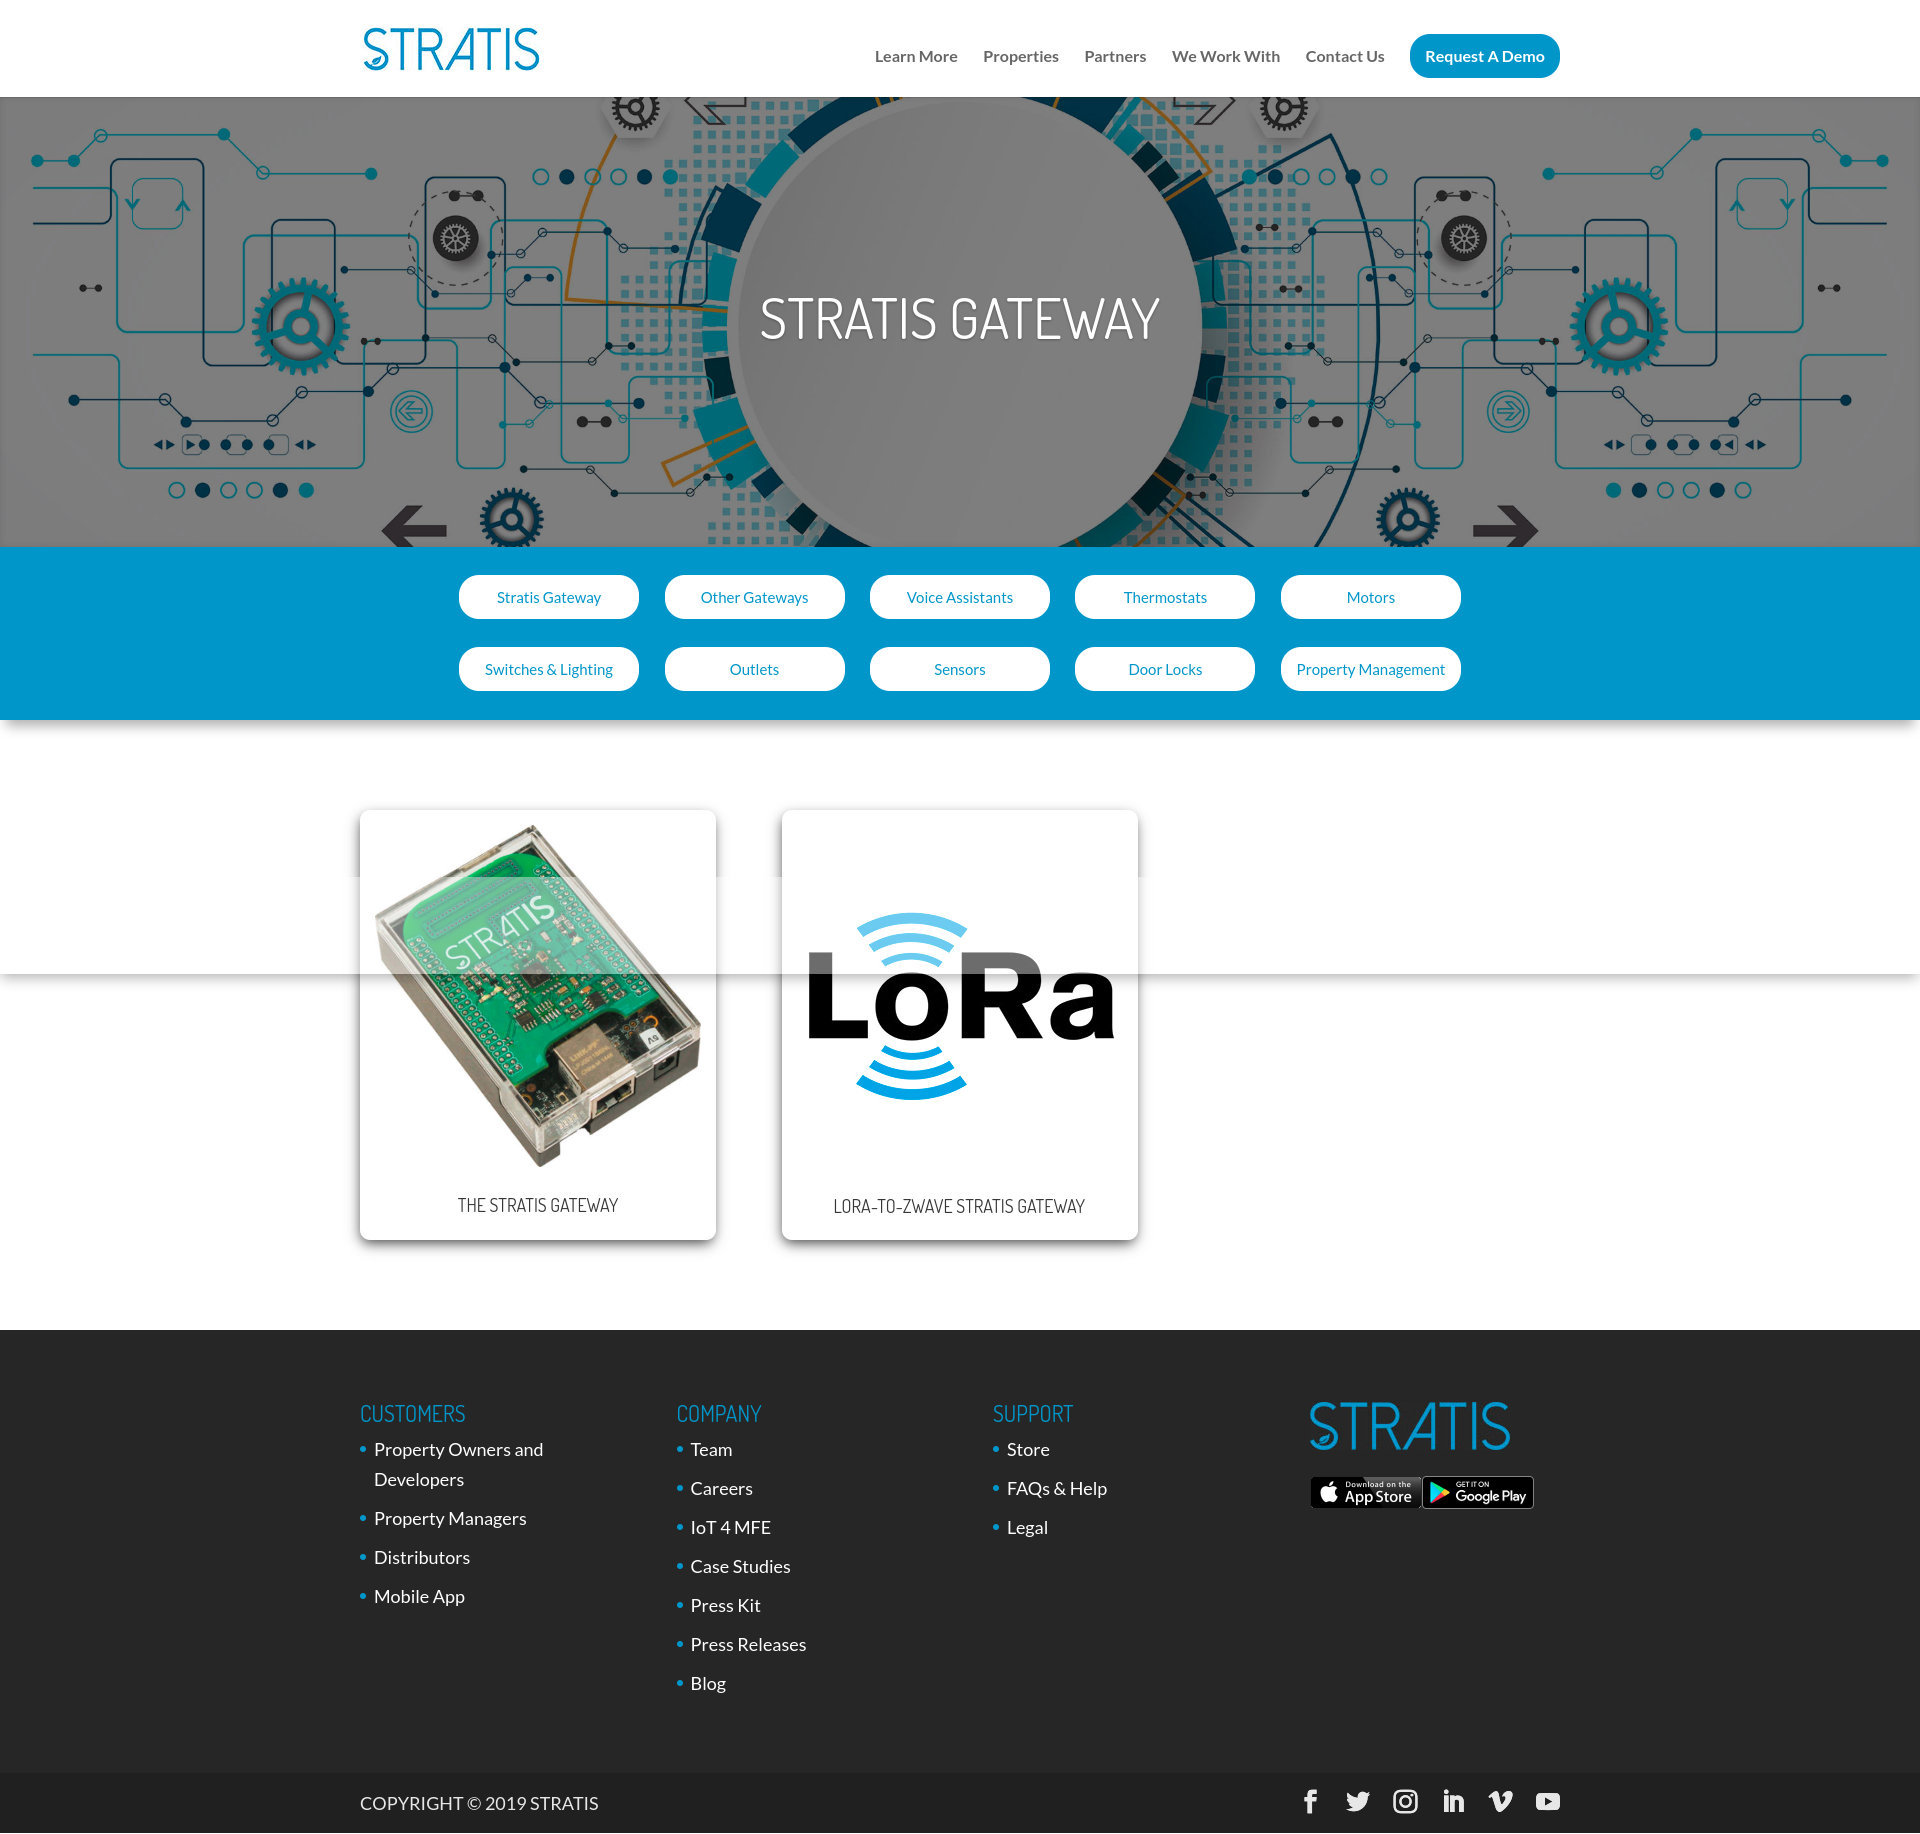 STRATIS
Learn More
Properties
Partners
We Work With
Contact Us
Request A Demo
STRATIS GATEWAY
Stratis Gateway
Other Gateways
Voice Assistants
Thermostats
Motors
Switches & Lighting
Outlets
Sensors
Door Locks
Property Management
STRATIS
5V
LoRa
THE STRATIS GATEWAY
LORA-TO-ZWAVE STRATIS GATEWAY
CUSTOMERS
Property Owners and
Developers
Property Managers
Distributors
Mobile App
COMPANY
Team
Careers
IoT 4 MFE
Case Studies
Press Kit
Press Releases
Blog
SUPPORT
Store
FAQs & Help
Legal
STRATIS
Download on the
App Store
GET IT ON
Google Play
COPYRIGHT © 2019 STRATIS